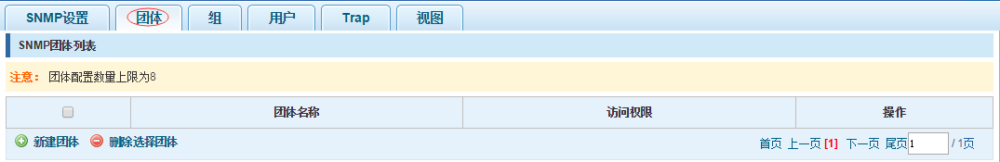 SNMP设置 团体 组 用户 Trap 视图
SNMP团体列表
注意： 团体配置数量上限为8
团体名称 访问权限 操作
新建团体 删除选择团体 首页 上一页 [1] 下一页 尾页 1 / 1页